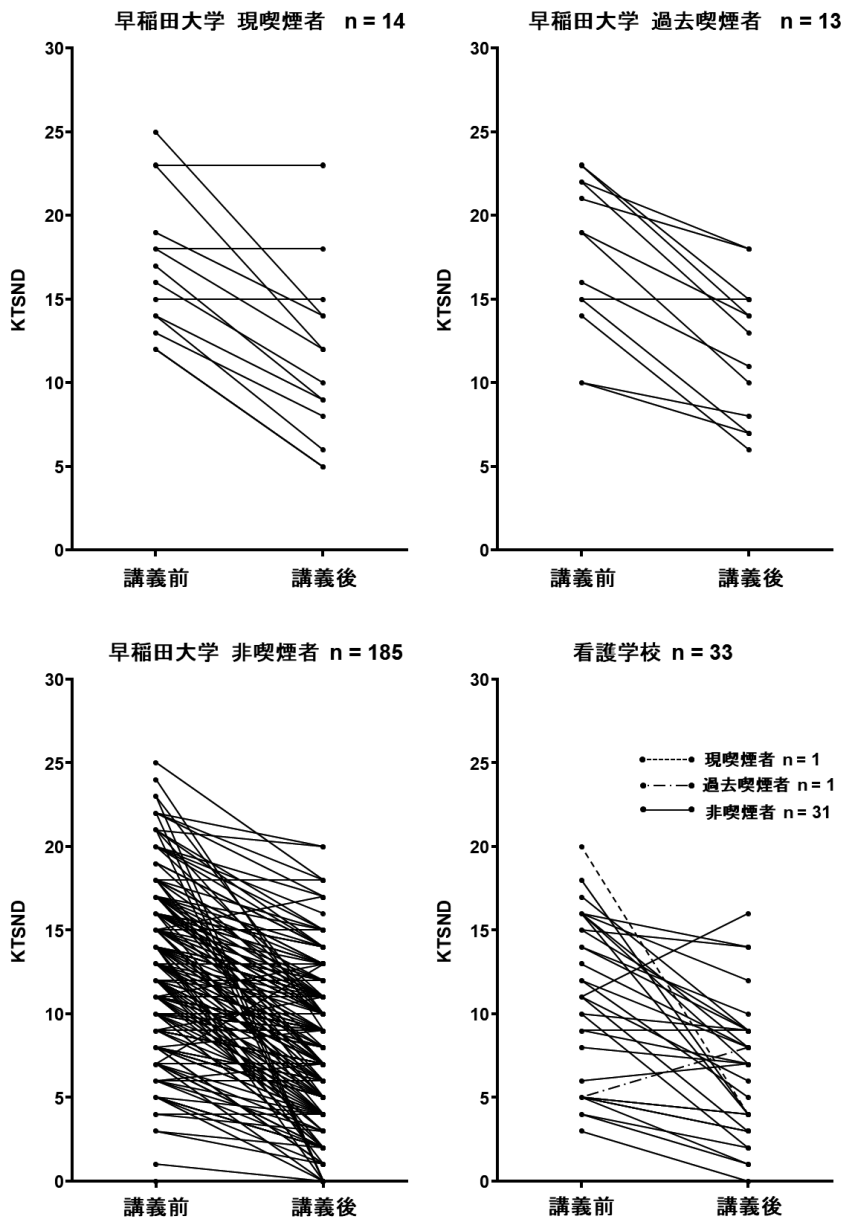 早稲田大学 現喫煙者 n = 14
30
25
20
15
10
5
0
KTSND
講義前 講義後
早稲田大学 過去喫煙者 n = 13
30
25
20
15
10
5
0
KTSND
講義前 講義後
早稲田大学 非喫煙者 n = 185
30
25
20
15
10
5
0
KTSND
講義前 講義後
看護学校 n = 33
30
25
20
15
10
5
0
KTSND
現喫煙者 n = 1
過去喫煙者 n = 1
非喫煙者 n = 31
講義前 講義後